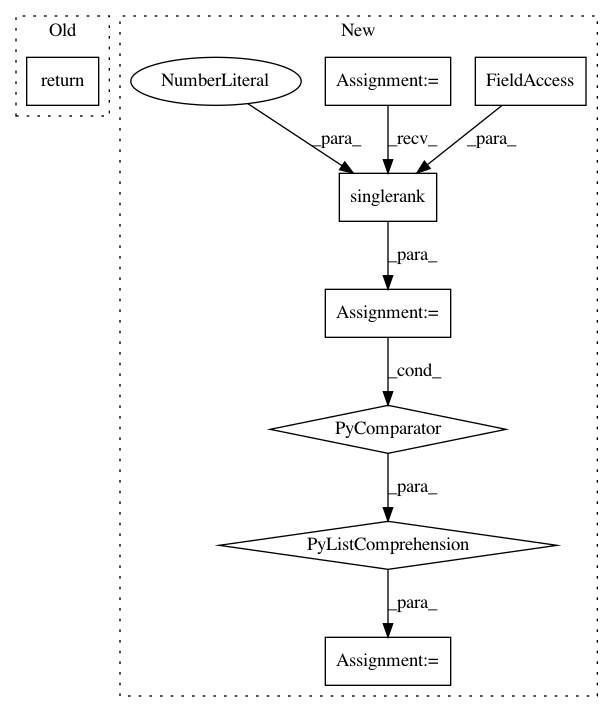 Old
New
return
NumberLiteral
Assignment:=
FieldAccess
_para_
_recv_
_para_
singlerank
_para_
Assignment:=
_cond_
PyComparator
_para_
PyListComprehension
_para_
Assignment:=